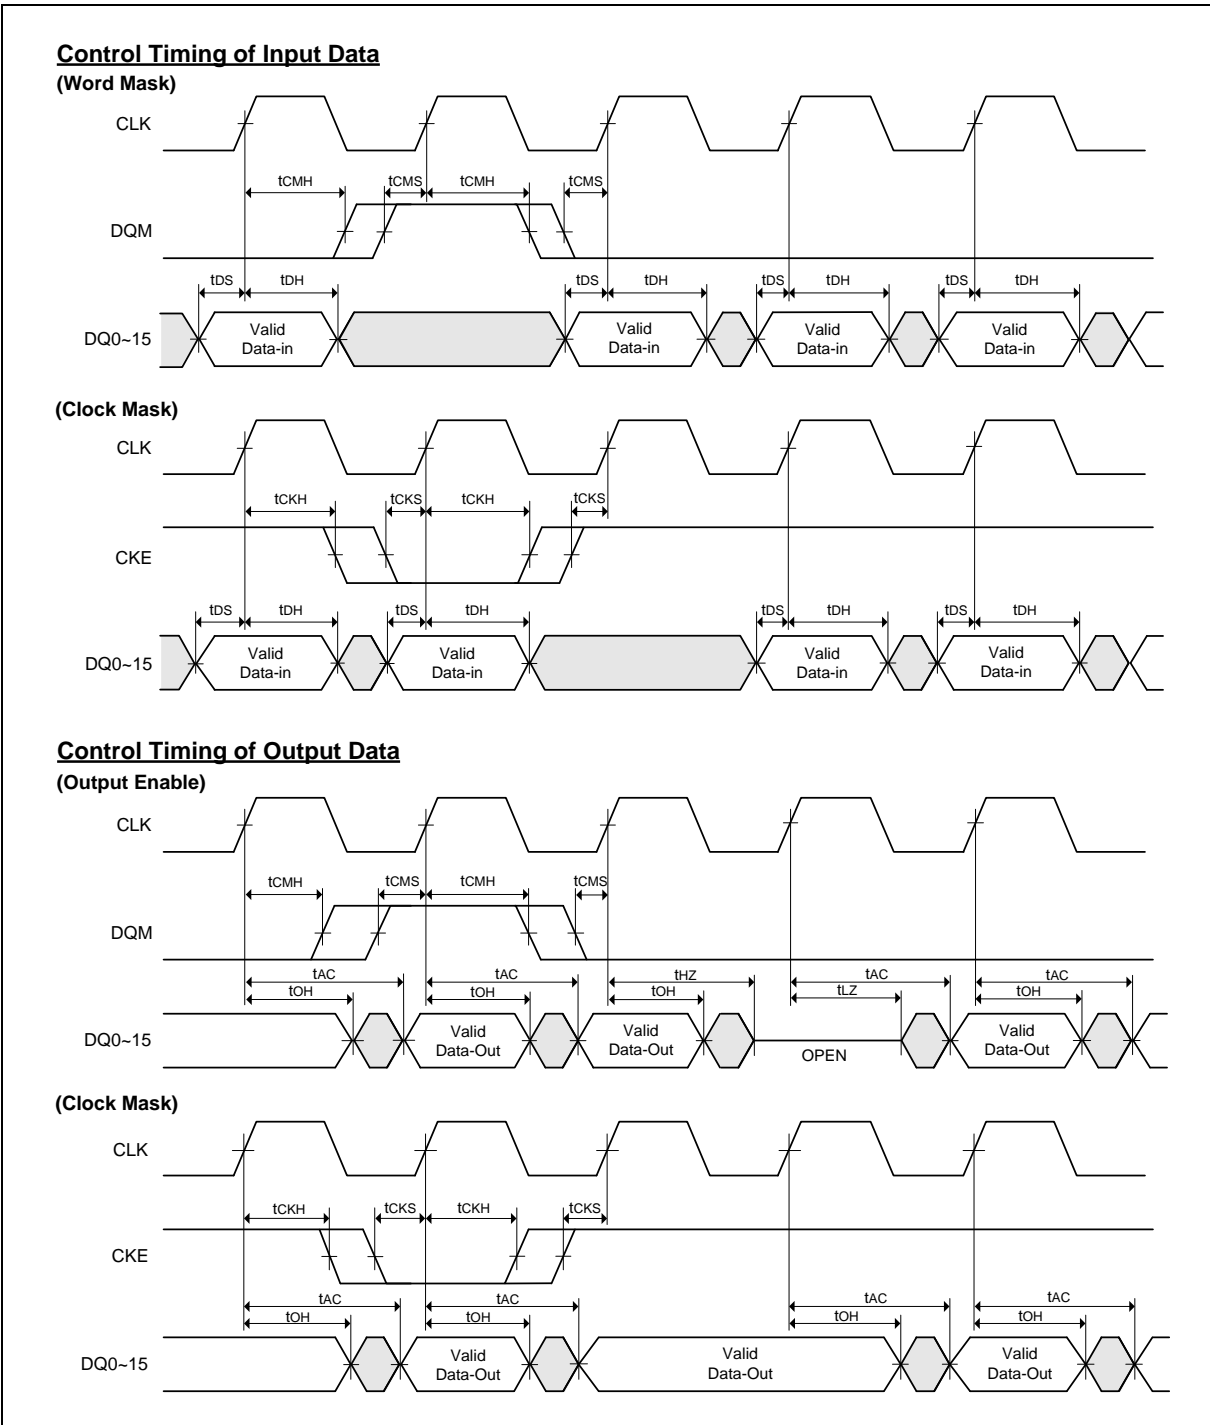 Control Timing of Input Data
(Word Mask)
CLK
tCMH tCMS tCMH tCMS
DQM
tDS tDH tDS tDH tDS tDH tDS tDH
DQ0~15
Valid Data-in
Valid Data-in
Valid Data-in
Valid Data-in
(Clock Mask)
CLK
tCKH tCKS tCKH tCKS
CKE
tDS tDH tDS tDH tDS tDH tDS tDH
DQ0~15
Valid Data-in
Valid Data-in
Valid Data-in
Valid Data-in
Control Timing of Output Data
(Output Enable)
CLK
tCMH tCMS tCMH tCMS
DQM
tAC tAC tHZ tAC tAC
tOH tOH tOH tLZ tOH
DQ0~15
Valid Data-Out
Valid Data-Out
OPEN
Valid Data-Out
(Clock Mask)
CLK
tCKH tCKS tCKH tCKS
CKE
tAC tAC tAC tAC
tOH tOH tOH tOH
DQ0~15
Valid Data-Out
Valid Data-Out
Valid Data-Out